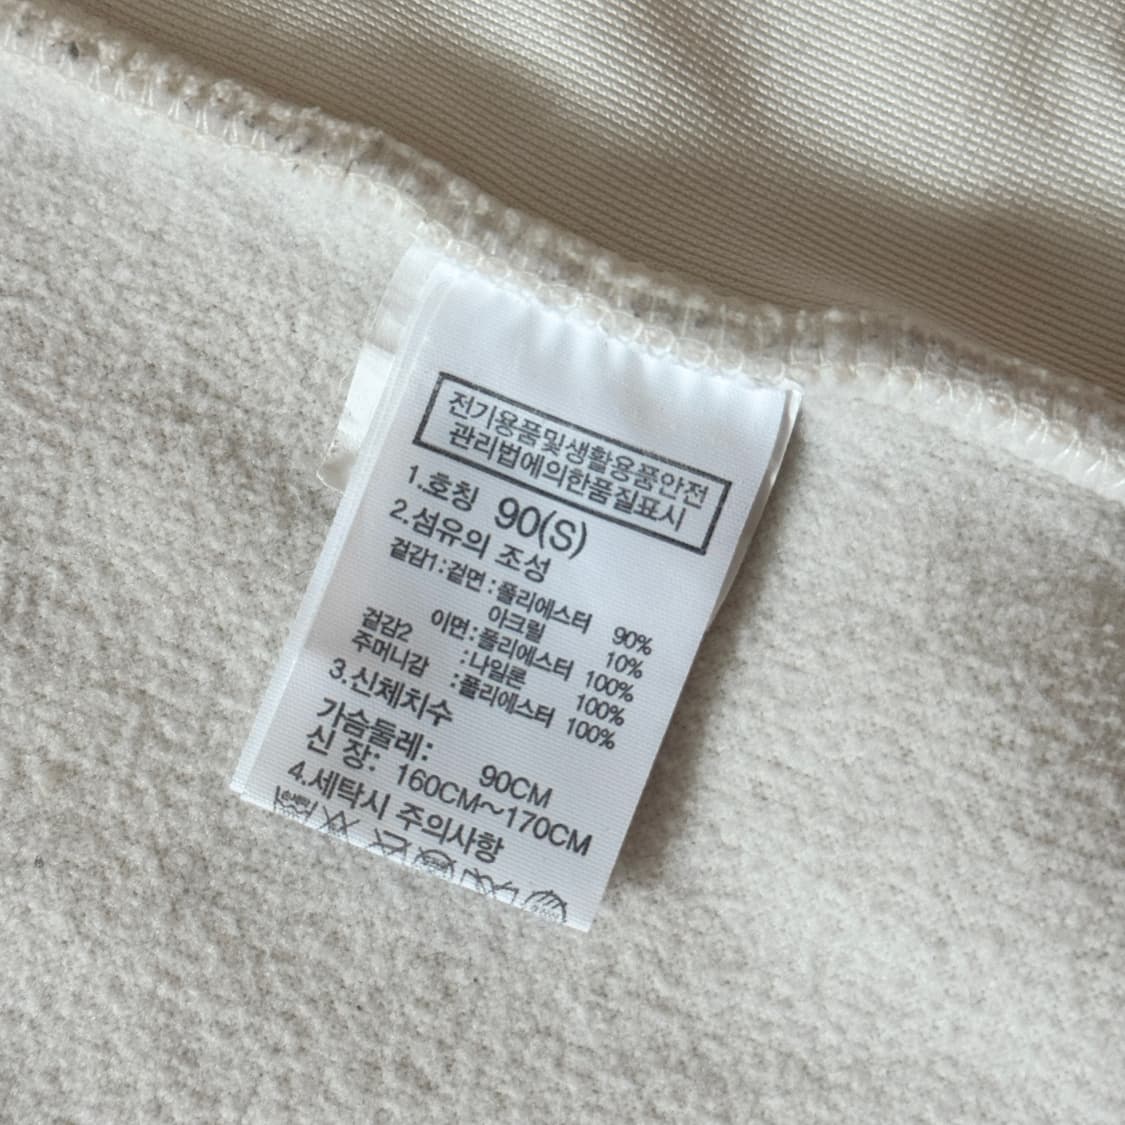 전기용품및생활용품안전
관리법에의한품질표시
1.호칭 90(S)
2.섬유의 조성
겉감1:겉면:폴리에스터 90%
아크릴 10%
이면:폴리에스터 100%
겉감2 :나일론 100%
주머니감 :폴리에스터 100%
3.신체치수
가슴둘레: 90CM
신 장: 160CM~170CM
4.세탁시 주의사항